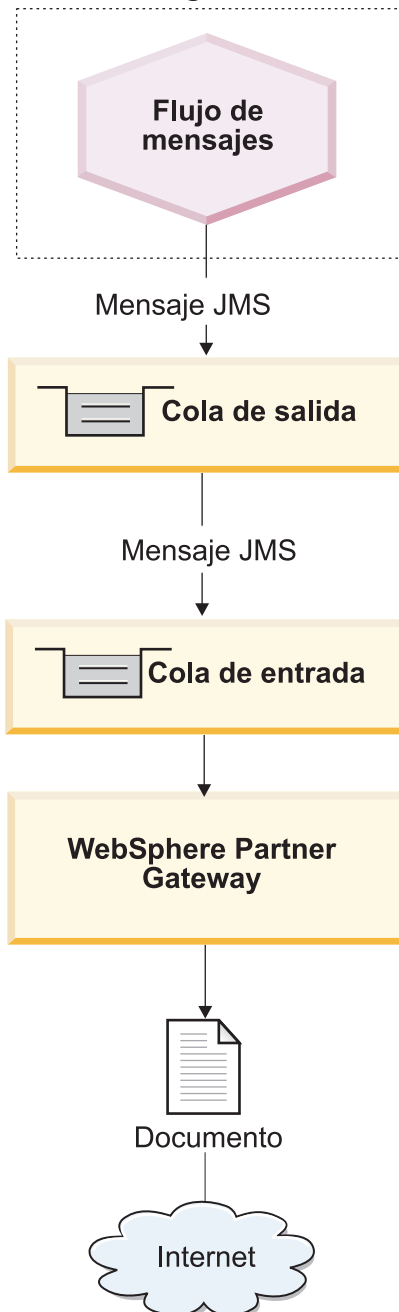 Flujo de
mensajes
Mensaje JMS
Cola de salida
Mensaje JMS
Cola de entrada
WebSphere Partner
Gateway
Documento
Internet